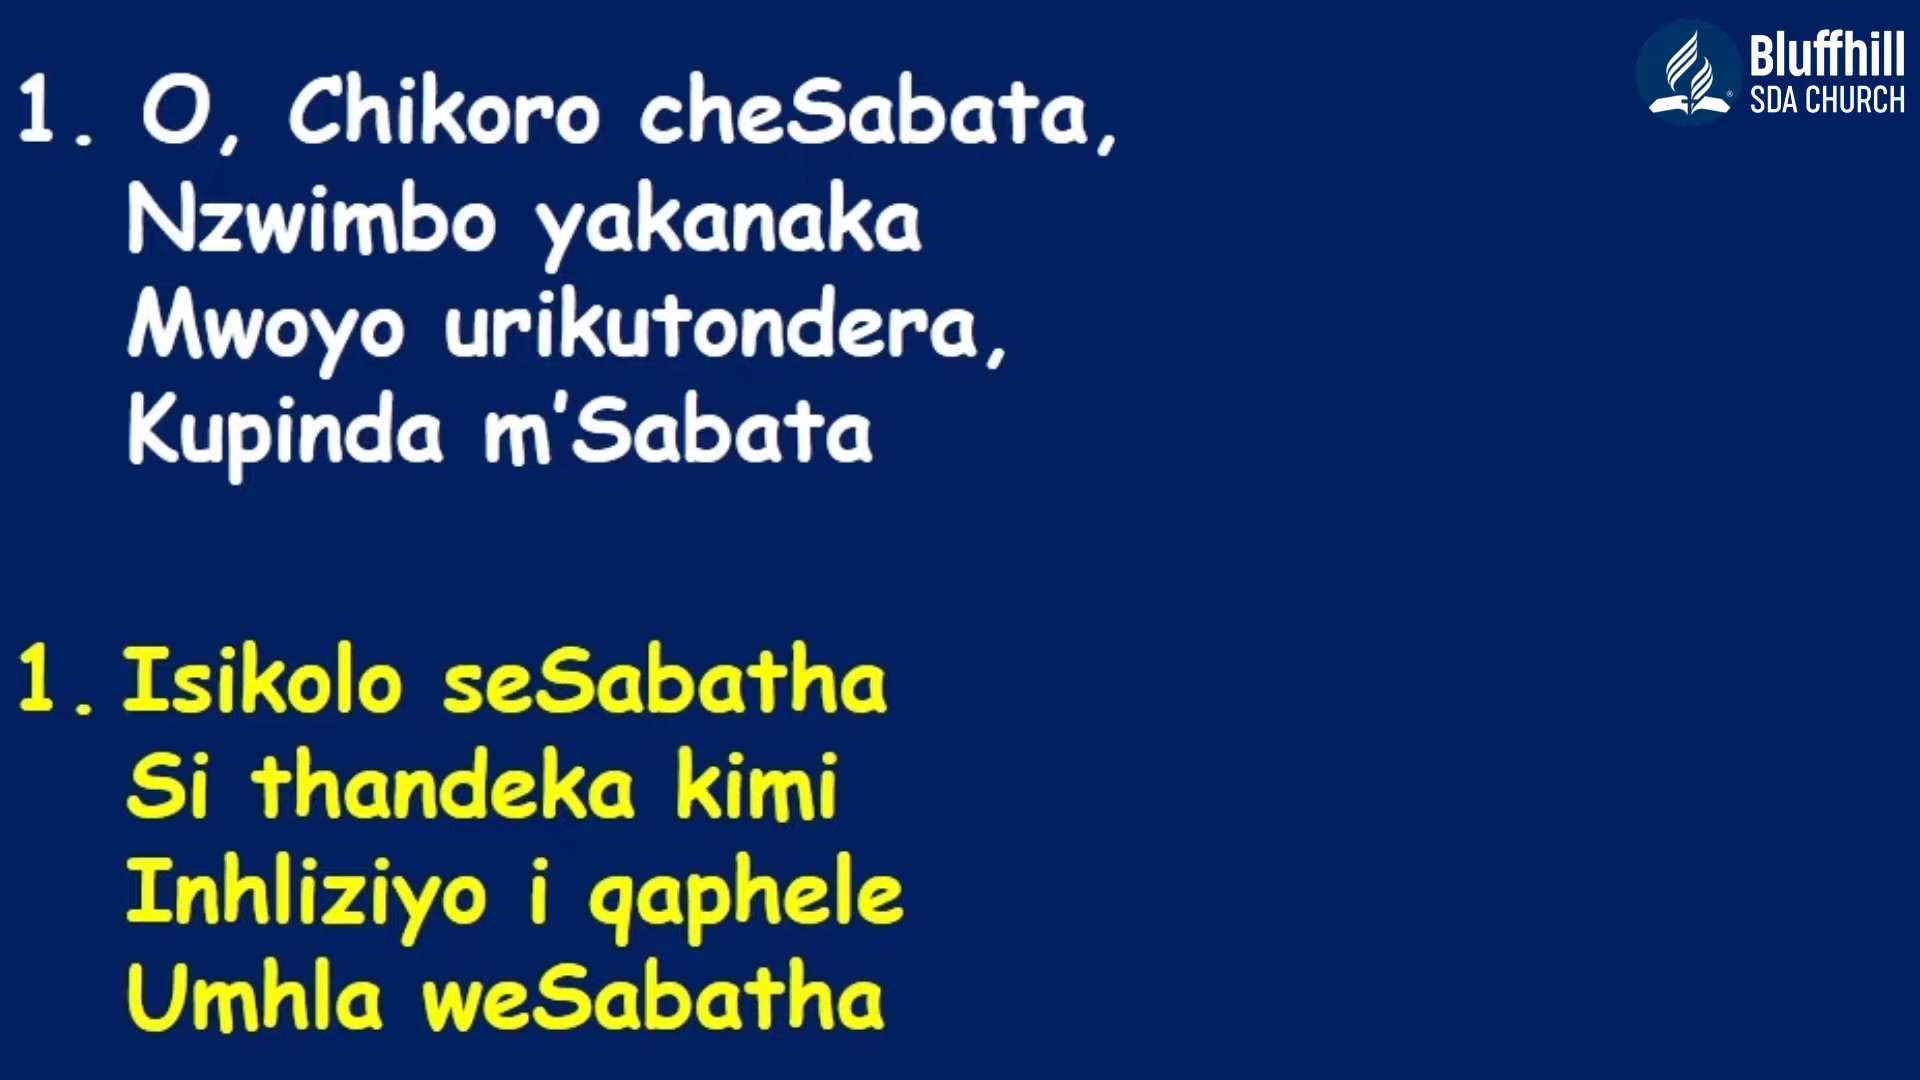 Bluffhill
SDA CHURCH
1. O, Chikoro cheSabata,
Nzwimbo yakanaka
Mwoyo urikutondera,
Kupinda m'Sabata
1. Isikolo seSabatha
Si thandeka kimi
Inhliziyo i qaphele
Umhla weSabatha